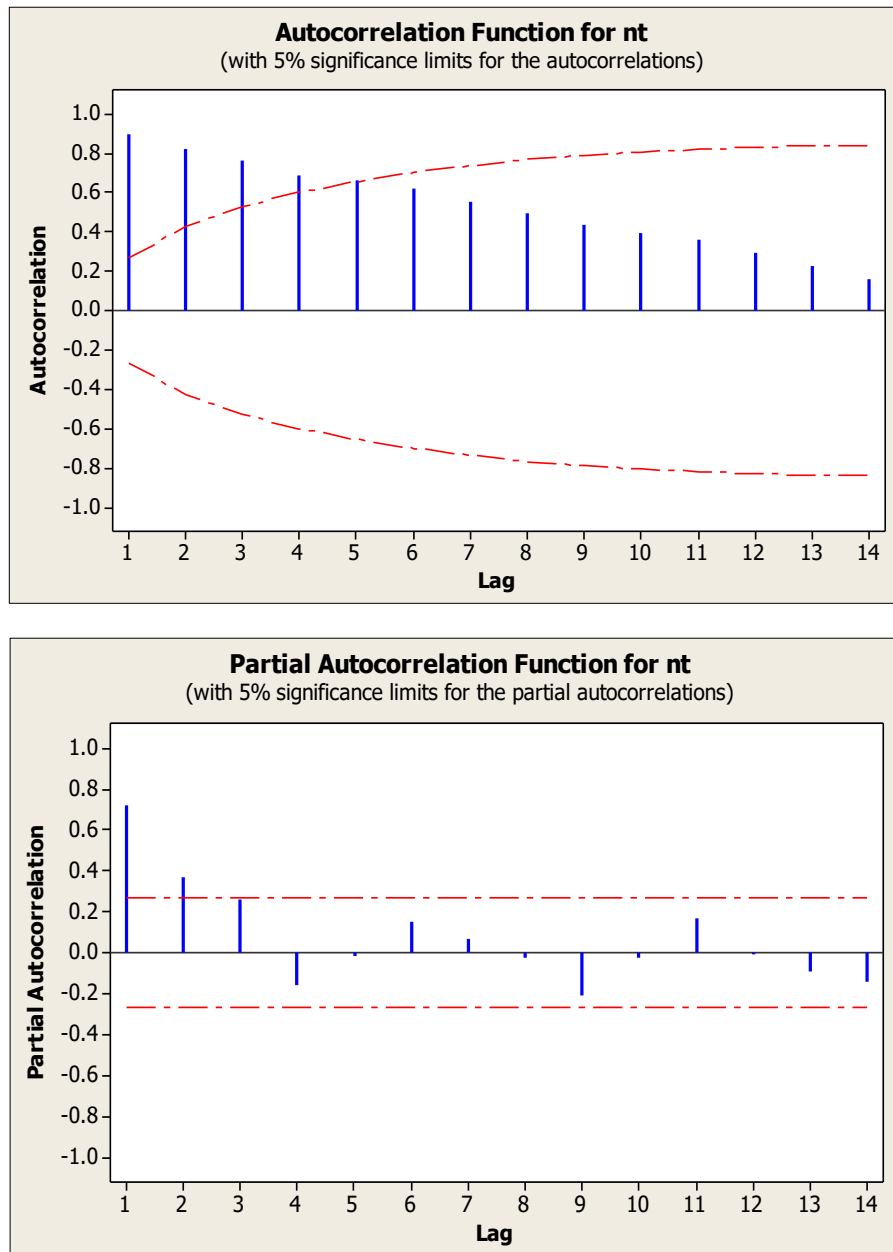 Autocorrelation Function for nt
(with 5% significance limits for the autocorrelations)
Autocorrelation
1.0
0.8
0.6
0.4
0.2
0.0
-0.2
-0.4
-0.6
-0.8
-1.0
1 2 3 4 5 6 7 8 9 10 11 12 13 14
Lag
Partial Autocorrelation Function for nt
(with 5% significance limits for the partial autocorrelations)
Partial Autocorrelation
1.0
0.8
0.6
0.4
0.2
0.0
-0.2
-0.4
-0.6
-0.8
-1.0
1 2 3 4 5 6 7 8 9 10 11 12 13 14
Lag